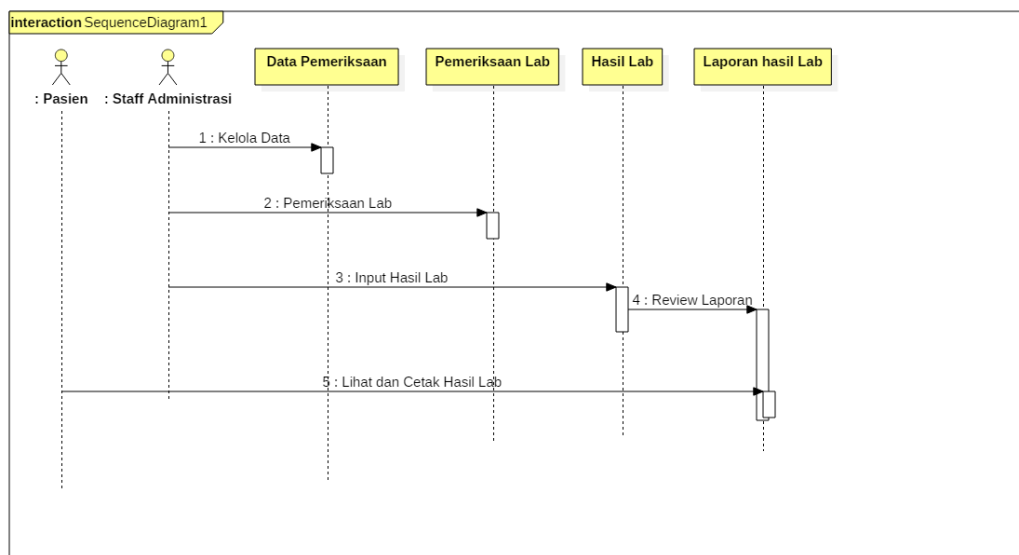 interaction SequenceDiagram1
Data Pemeriksaan
Pemeriksaan Lab
Hasil Lab
Laporan hasil Lab
: Pasien
: Staff Administrasi
1 : Kelola Data
2 : Pemeriksaan Lab
3 : Input Hasil Lab
4 : Review Laporan
5 : Lihat dan Cetak Hasil Lab